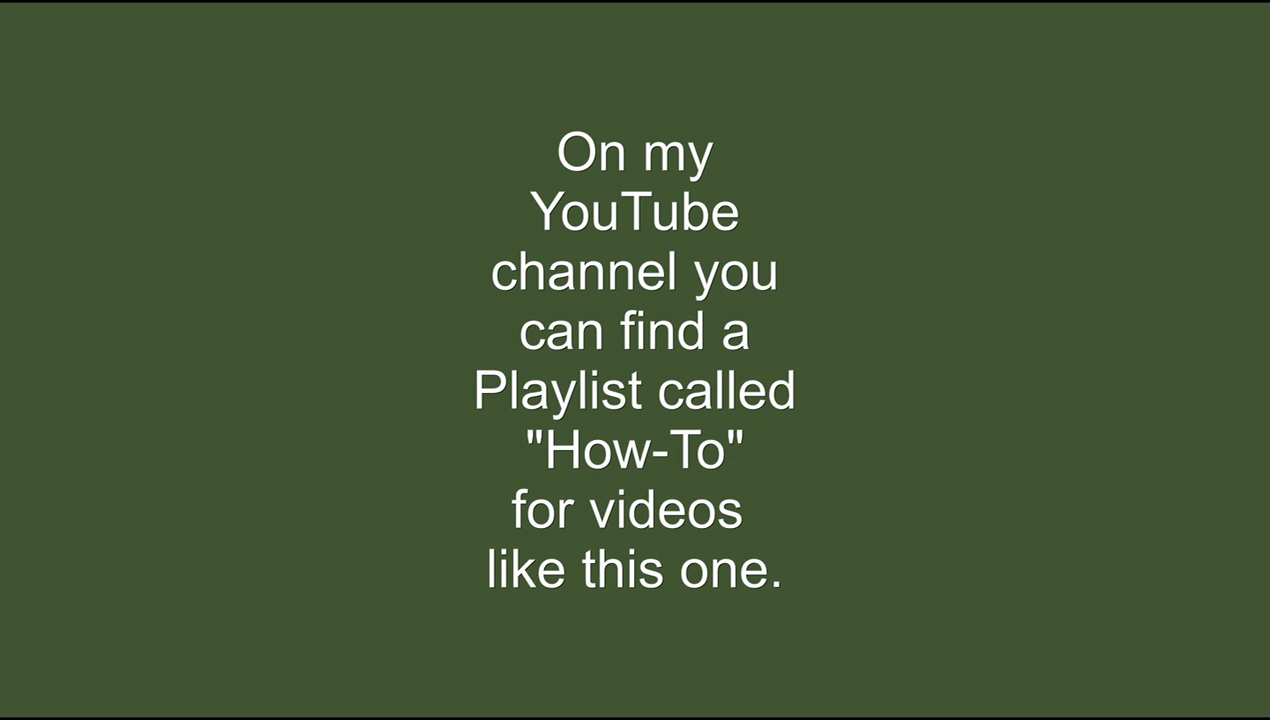 On my
YouTube
channel you
can find a
Playlist called
"How-To"
for videos
like this one.